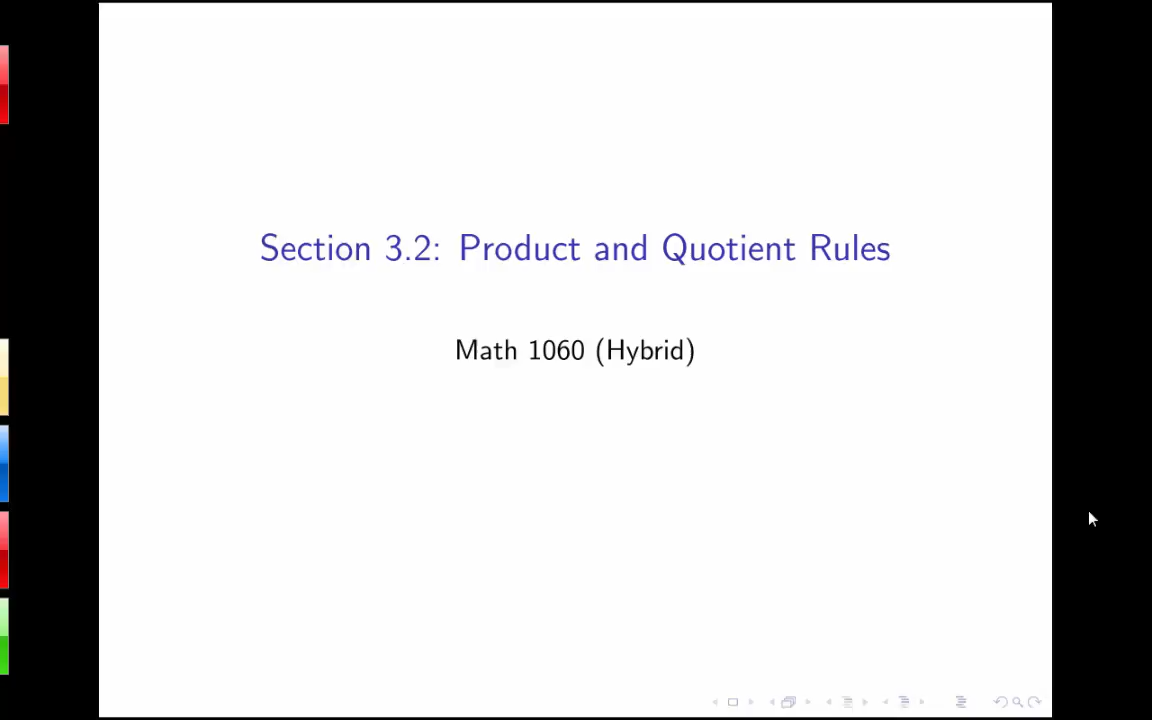 Section 3.2: Product and Quotient Rules
Math 1060 (Hybrid)